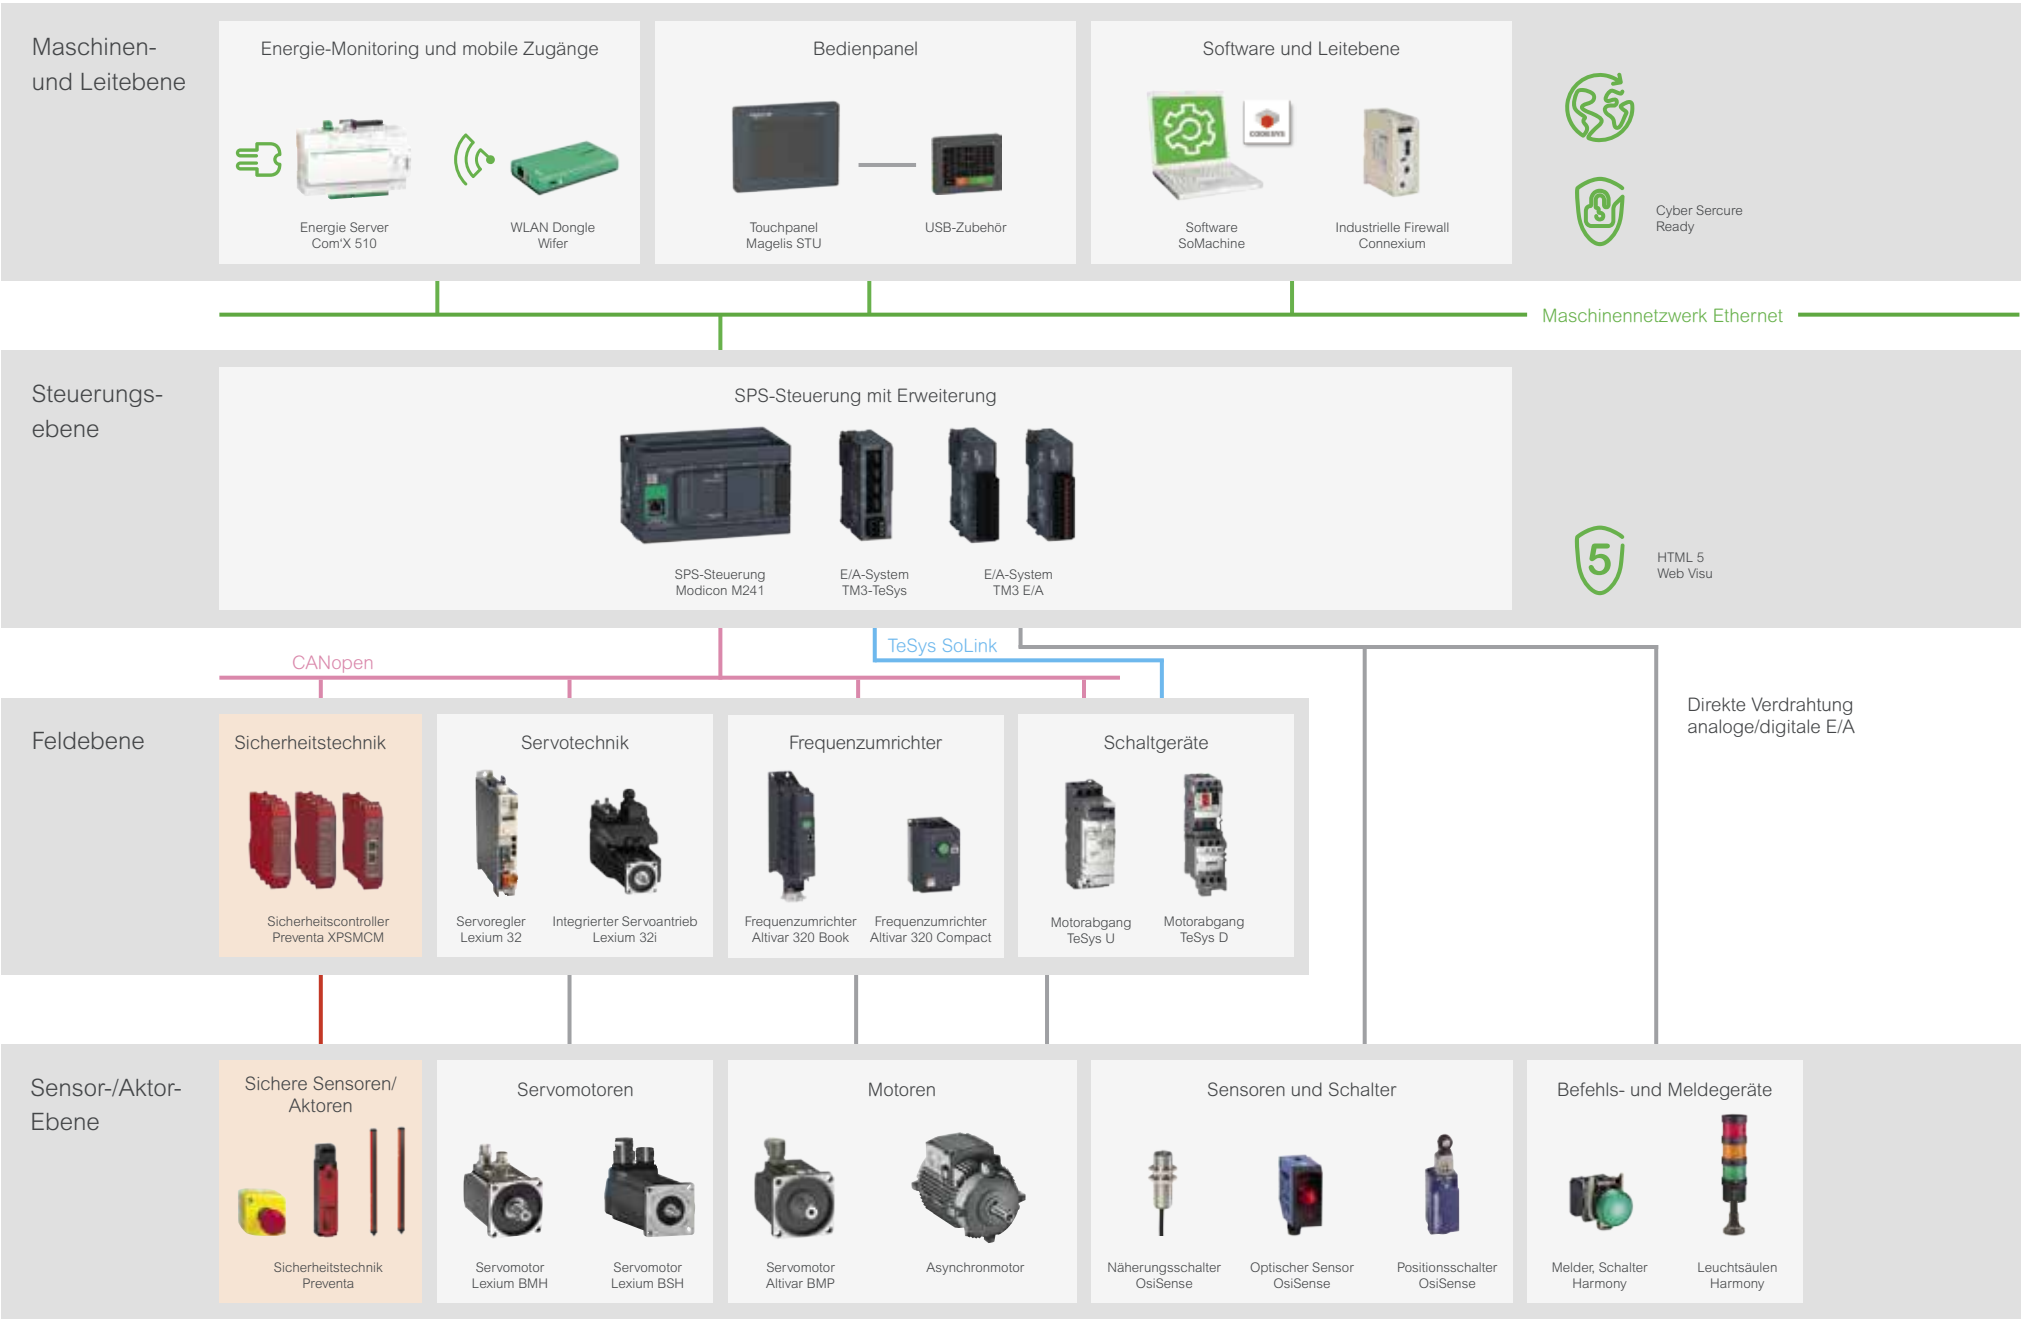 Maschinen-
und Leitebene
Energie-Monitoring und mobile Zugänge
Energie Server
Com'X 510
WLAN Dongle
Wifer
Bedienpanel
Touchpanel
Magelis STU
USB-Zubehör
Software und Leitebene
CODESYS
Software
SoMachine
Industrielle Firewall
Connexium
Cyber Sercure
Ready
Maschinennetzwerk Ethernet
Steuerungs-
ebene
SPS-Steuerung mit Erweiterung
SPS-Steuerung
Modicon M241
E/A-System
TM3-TeSys
E/A-System
TM3 E/A
5
HTML 5
Web Visu
CANopen
TeSys SoLink
Direkte Verdrahtung
analoge/digitale E/A
Feldebene
Sicherheitstechnik
Sicherheitscontroller
Preventa XPSMCM
Servotechnik
Servoregler
Lexium 32
Integrierter Servoantrieb
Lexium 32i
Frequenzumrichter
Frequenzumrichter
Altivar 320 Book
Frequenzumrichter
Altivar 320 Compact
Schaltgeräte
Motorabgang
TeSys U
Motorabgang
TeSys D
Sensor-/Aktor-
Ebene
Sichere Sensoren/
Aktoren
Sicherheitstechnik
Preventa
Servomotoren
Servomotor
Lexium BMH
Servomotor
Lexium BSH
Motoren
Servomotor
Altivar BMP
Asynchronmotor
Sensoren und Schalter
Näherungsschalter
OsiSense
Optischer Sensor
OsiSense
Positionsschalter
OsiSense
Befehls- und Meldegeräte
Melder, Schalter
Harmony
Leuchtsäulen
Harmony